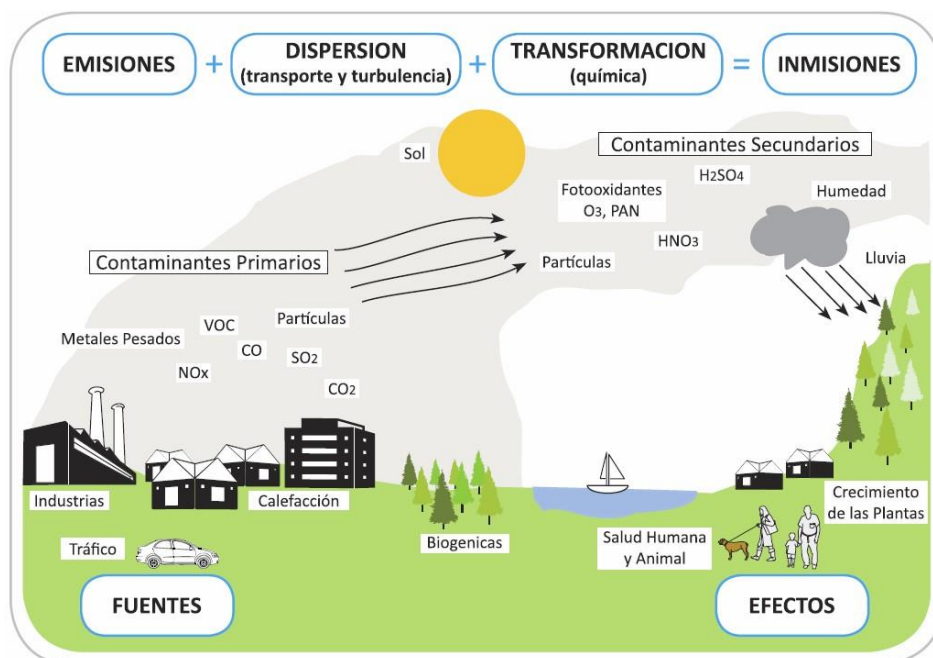 EMISIONES
+
DISPERSION
(transporte y turbulencia)
+
TRANSFORMACION
(química)
=
INMISIONES
Contaminantes Secundarios
Sol
H2SO4
Fotooxidantes
O3, PAN
Humedad
HNO3
Contaminantes Primarios
Partículas
Lluvia
Partículas
VOC
Metales Pesados
CO
SO2
NOx
CO2
Industrias
Calefacción
Crecimiento
de las Plantas
Biogenicas
Salud Humana
y Animal
Tráfico
FUENTES
EFECTOS